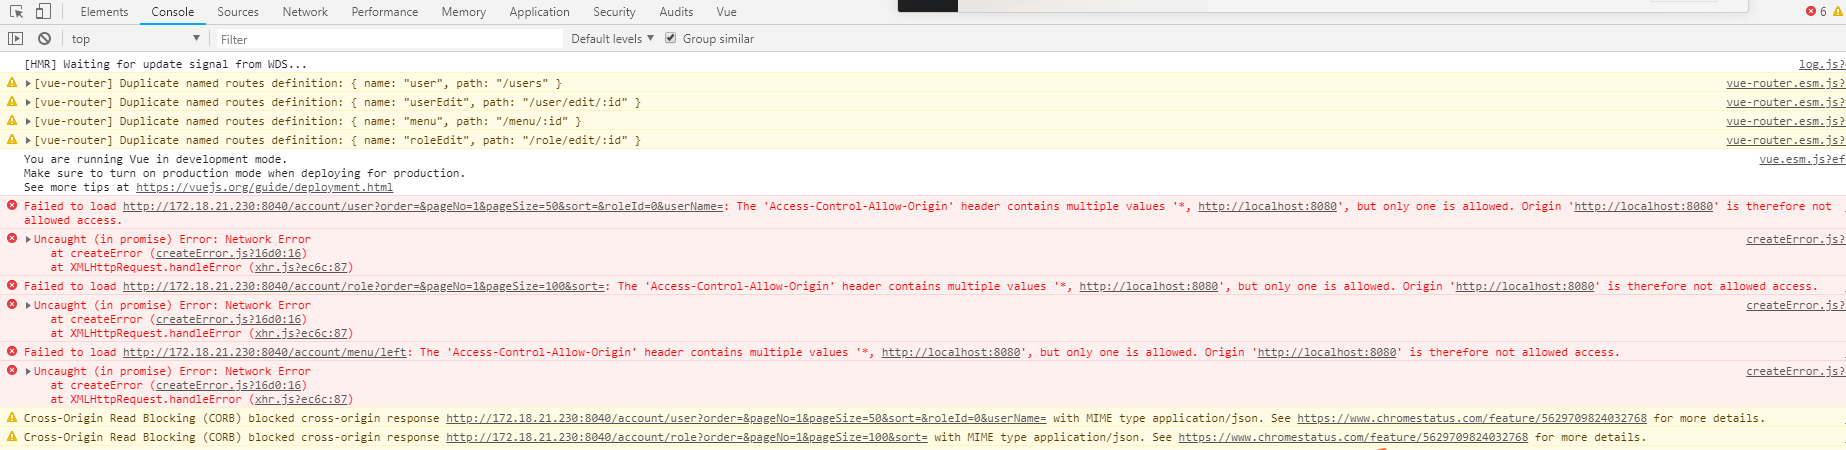 Elements Console Sources Network Performance Memory Application Security Audits Vue 6
top Filter Default levels Group similar
[HMR] Waiting for update signal from WDS... log.js?
[vue-router] Duplicate named routes definition: { name: "user", path: "/users" } vue-router.esm.js?
[vue-router] Duplicate named routes definition: { name: "userEdit", path: "/user/edit/:id" } vue-router.esm.js?
[vue-router] Duplicate named routes definition: { name: "menu", path: "/menu/:id" } vue-router.esm.js?
[vue-router] Duplicate named routes definition: { name: "roleEdit", path: "/role/edit/:id" } vue-router.esm.js?
You are running Vue in development mode. vue.esm.js?ef
Make sure to turn on production mode when deploying for production.
See more tips at https://vuejs.org/guide/deployment.html
Failed to load http://172.18.21.230:8040/account/user?order=&pageNo=1&pageSize=50&sort=&roleId=0&userName=: The 'Access-Control-Allow-Origin' header contains multiple values '*, http://localhost:8080', but only one is allowed. Origin 'http://localhost:8080' is therefore not
allowed access.
Uncaught (in promise) Error: Network Error createError.js?
at createError (createError.js?16d0:16)
at XMLHttpRequest.handleError (xhr.js?ec6c:87)
Failed to load http://172.18.21.230:8040/account/role?order=&pageNo=1&pageSize=100&sort=: The 'Access-Control-Allow-Origin' header contains multiple values '*, http://localhost:8080', but only one is allowed. Origin 'http://localhost:8080' is therefore not allowed access.
Uncaught (in promise) Error: Network Error createError.js?
at createError (createError.js?16d0:16)
at XMLHttpRequest.handleError (xhr.js?ec6c:87)
Failed to load http://172.18.21.230:8040/account/menu/left: The 'Access-Control-Allow-Origin' header contains multiple values '*, http://localhost:8080', but only one is allowed. Origin 'http://localhost:8080' is therefore not allowed access.
Uncaught (in promise) Error: Network Error createError.js?
at createError (createError.js?16d0:16)
at XMLHttpRequest.handleError (xhr.js?ec6c:87)
Cross-Origin Read Blocking (CORB) blocked cross-origin response http://172.18.21.230:8040/account/user?order=&pageNo=1&pageSize=50&sort=&roleId=0&userName= with MIME type application/json. See https://www.chromestatus.com/feature/5629709824032768 for more details.
Cross-Origin Read Blocking (CORB) blocked cross-origin response http://172.18.21.230:8040/account/role?order=&pageNo=1&pageSize=100&sort= with MIME type application/json. See https://www.chromestatus.com/feature/5629709824032768 for more details.